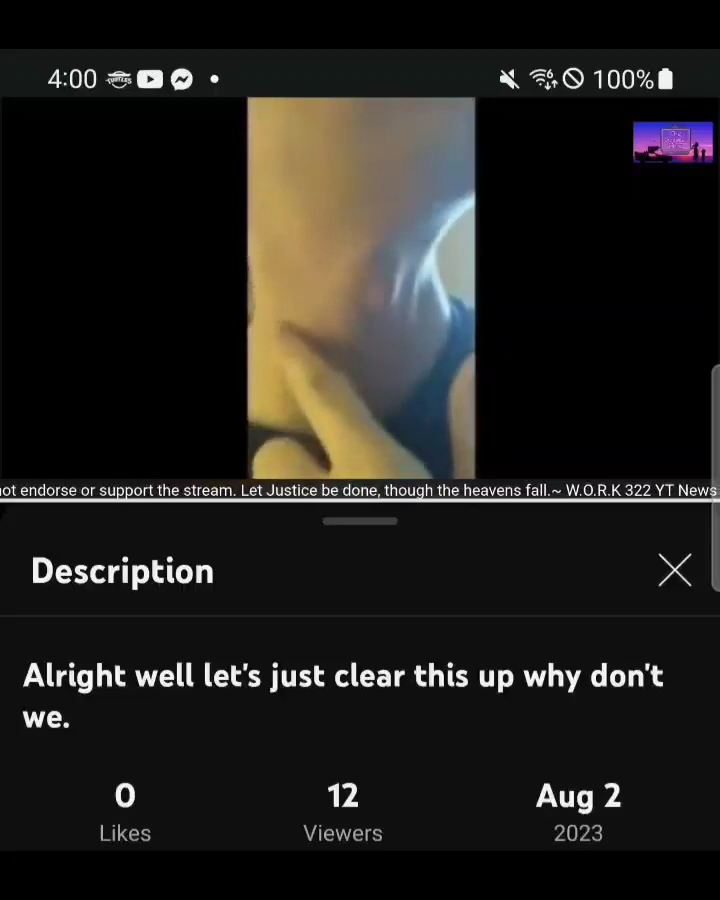 4:00 100%
ot endorse or support the stream. Let Justice be done, though the heavens fall.~ W.O.R.K 322 YT News
Description
Alright well let's just clear this up why don't
we.
0 12 Aug 2
Likes Viewers 2023